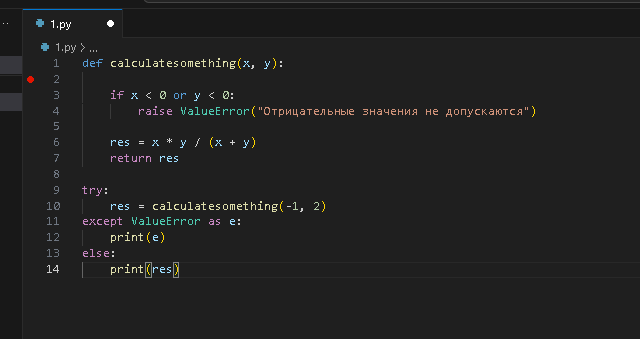 1.py
1.py > ...
1 def calculatesomething(x, y):
2
3 if x < 0 or y < 0:
4 raise ValueError("Отрицательные значения не допускаются")
5
6 res = x * y / (x + y)
7 return res
8
9 try:
10 res = calculatesomething(-1, 2)
11 except ValueError as e:
12 print(e)
13 else:
14 print(res)